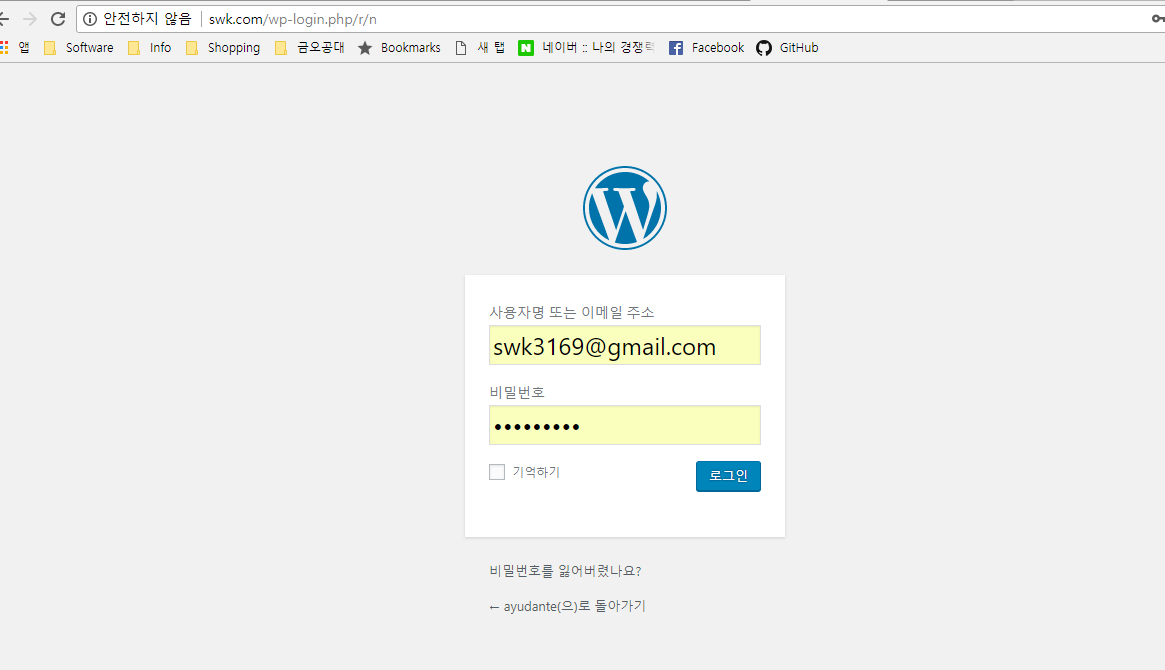 안전하지 않음 swk.com/wp-login.php/r/n
앱 Software Info Shopping 금오공대 Bookmarks 새 탭 네이버 :: 나의 경쟁력 Facebook GitHub
사용자명 또는 이메일 주소
swk3169@gmail.com
비밀번호
•••••••••
기억하기 로그인
비밀번호를 잃어버렸나요?
← ayudante(으)로 돌아가기